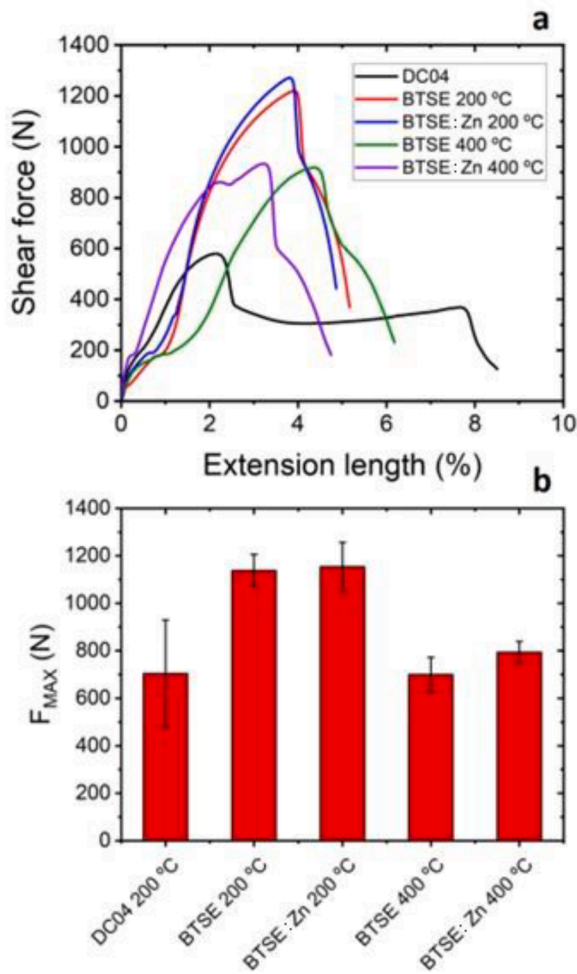 a
1400
1200
1000
800
600
400
200
0
Shear force (N)
DC04
BTSE 200 ºC
BTSE:Zn 200 ºC
BTSE 400 ºC
BTSE:Zn 400 ºC
0 2 4 6 8 10
Extension length (%)
b
1400
1200
1000
800
600
400
200
0
F_MAX (N)
DC04 200 ºC
BTSE 200 ºC
BTSE:Zn 200 ºC
BTSE 400 ºC
BTSE:Zn 400 ºC